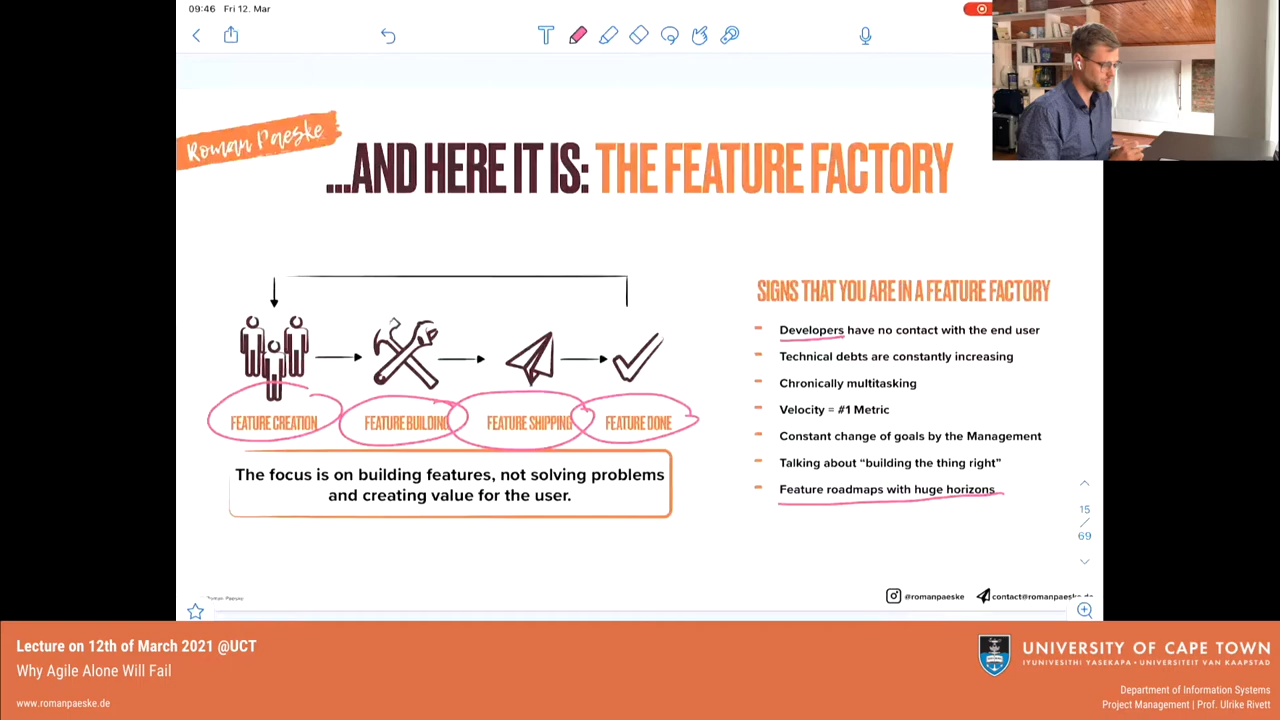 09:46 Fri 12. Mar
Roman Paeske
...AND HERE IT IS: THE FEATURE FACTORY
FEATURE CREATION
FEATURE BUILDING
FEATURE SHIPPING
FEATURE DONE
The focus is on building features, not solving problems
and creating value for the user.
SIGNS THAT YOU ARE IN A FEATURE FACTORY
- Developers have no contact with the end user
- Technical debts are constantly increasing
- Chronically multitasking
- Velocity = #1 Metric
- Constant change of goals by the Management
- Talking about “building the thing right”
- Feature roadmaps with huge horizons
15
/
69
Roman Paeske
@romanpaeske
contact@romanpaeske.de
Lecture on 12th of March 2021 @UCT
Why Agile Alone Will Fail
www.romanpaeske.de
UNIVERSITY OF CAPE TOWN
IYUNIVESITHI YASEKAPA • UNIVERSITEIT VAN KAAPSTAD
Department of Information Systems
Project Management | Prof. Ulrike Rivett